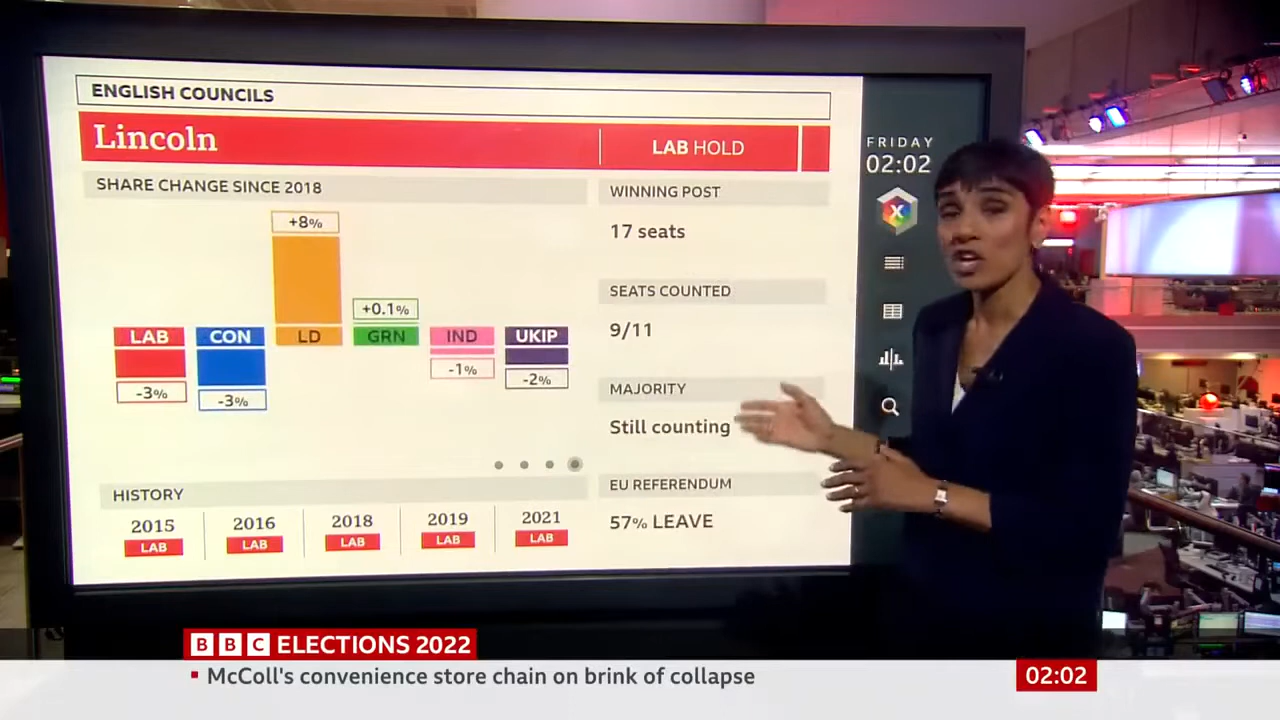 ENGLISH COUNCILS
Lincoln
LAB HOLD
FRIDAY
02:02
SHARE CHANGE SINCE 2018
WINNING POST
17 seats
+8%
+0.1%
LAB CON LD GRN IND UKIP
-3% -3% -1% -2%
SEATS COUNTED
9/11
MAJORITY
Still counting
HISTORY
2015 2016 2018 2019 2021
LAB LAB LAB LAB LAB
EU REFERENDUM
57% LEAVE
BBC ELECTIONS 2022
McColl's convenience store chain on brink of collapse
02:02